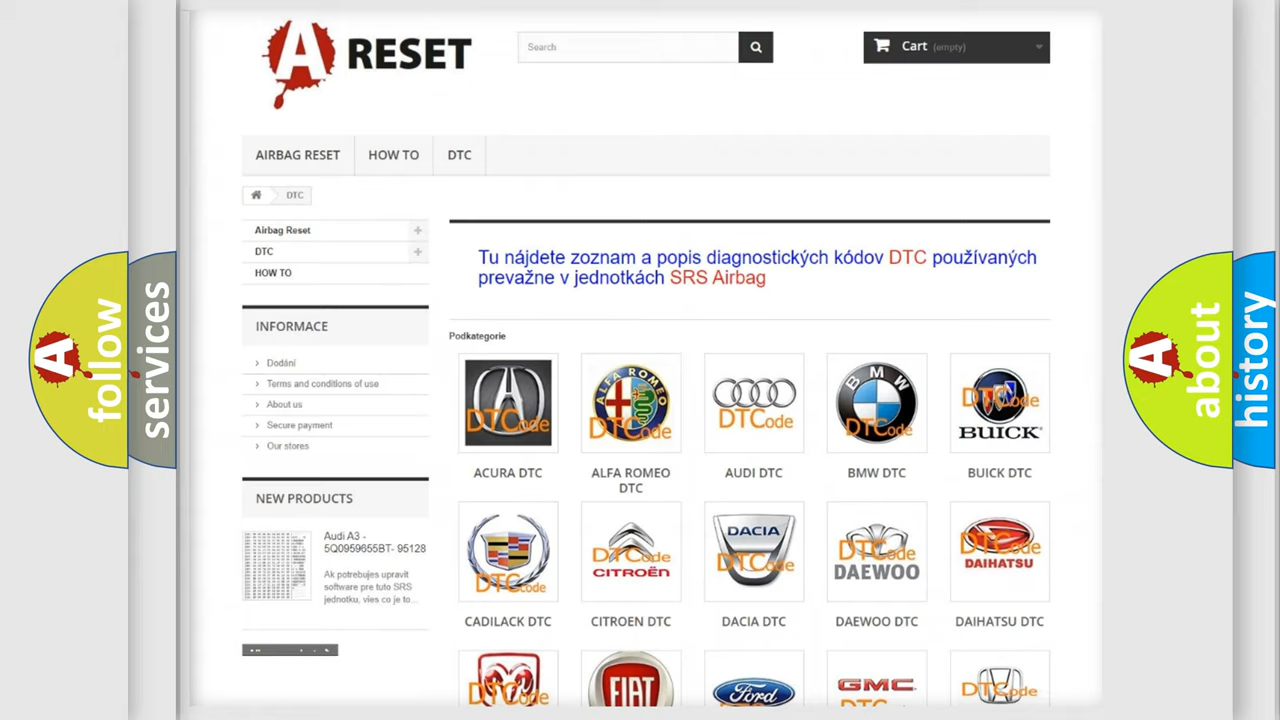 A RESET
Search
Cart (empty)
AIRBAG RESET
HOW TO
DTC
DTC
Airbag Reset
DTC
HOW TO
INFORMACE
Dodání
Terms and conditions of use
About us
Secure payment
Our stores
NEW PRODUCTS
Audi A3 -
5Q0959655BT- 95128
Ak potrebujes upravit
software pre tuto SRS
jednotku, vies co je to...
Tu nájdete zoznam a popis diagnostických kódov DTC používaných
prevažne v jednotkách SRS Airbag
Podkategorie
DTCode
ALFA ROMEO
DTCode
DTCode
BMW
DTCode
DTCode
BUICK
ACURA DTC
ALFA ROMEO
DTC
AUDI DTC
BMW DTC
BUICK DTC
DTCode
DTCode
CITROËN
DACIA
DTCode
DTCode
DAEWOO
DTCode
DAIHATSU
CADILACK DTC
CITROEN DTC
DACIA DTC
DAEWOO DTC
DAIHATSU DTC
DTCode
FIAT
Ford
GMC
DTCode
A follow
services
A about
history